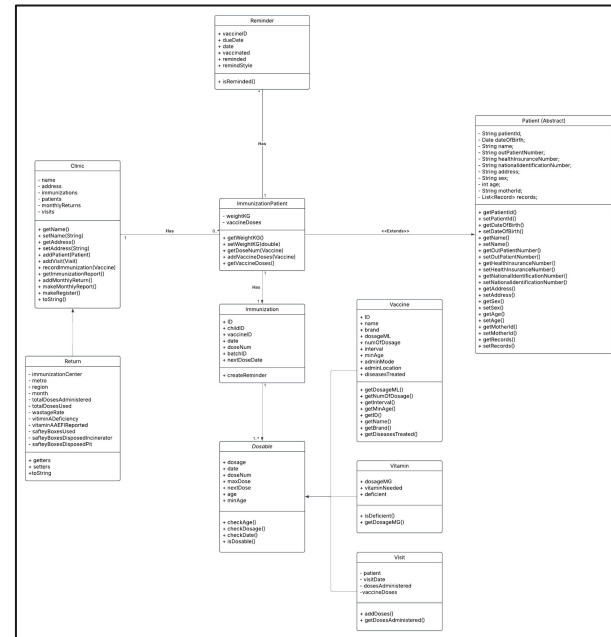 Reminder
+ vaccineID
+ dueDate
+ date
+ vaccinated
+ reminded
+ remindStyle
+ isReminded()
*
Has
1
Patient (Abstract)
- String patientId;
- Date dateOfBirth;
- String name;
- String outPatientNumber;
- String healthInsuranceNumber;
- String nationalIdentificationNumber;
- String address;
- String sex;
- int age;
- String motherId;
- List<Record> records;
+ getPatientId()
+ setPatientId()
+ getDateOfBirth()
+ setDateOfBirth()
+ getName()
+ setName()
+ getOutPatientNumber()
+ setOutPatientNumber()
+ getHealthInsuranceNumber()
+ setHealthInsuranceNumber()
+ getNationalIdentificationNumber()
+ setNationalIdentificationNumber()
+ getAddress()
+ setAddress()
+ getSex()
+ setSex()
+ getAge()
+ setAge()
+ getMotherId()
+ setMotherId()
+ getRecords()
+ setRecords()
Clinic
- name
- address
- immunizations
- patients
- monthlyReturns
- visits
+ getName()
+ setName(String)
+ getAddress()
+ setAddress(String)
+ addPatient(Patient)
+ addVisit(Visit)
+ recordImmunization(Vaccine)
+ getImmunizationReport()
+ addMonthlyReturn()
+ makeMonthlyReport()
+ makeRegister()
+ toString()
1
Has
0..*
ImmunizationPatient
- weightKG
- vaccineDoses
+ getWeightKG()
+ setWeightKG(double)
+ getDoseNum(Vaccine)
+ addVaccineDoses(Vaccine)
+ getVaccineDoses()
<<Extends>>
1
Has
1
Immunization
+ ID
+ childID
+ vaccineID
+ date
+ doseNum
+ batchID
+ nextDoseDate
+ createReminder
1
1..*
Vaccine
+ ID
+ name
+ brand
+ dosageML
+ numOfDosage
+ interval
+ minAge
+ adminMode
+ adminLocation
+ diseasesTreated
+ getDosageML()
+ getNumOfDosage()
+ getInterval()
+ getMinAge()
+ getID()
+ getName()
+ getBrand()
+ getDiseasesTreated()
Return
- immunizationCenter
- metro
- region
- month
- totalDosesAdministered
- totalDosesUsed
- wastageRate
- vitiminADeficiency
- vitaminAAEFIReported
- safteyBoxesUsed
- safteyBoxesDisposedIncinerator
- safteyBoxesDisposedPit
+ getters
+ setters
+toString
Dosable
+ dosage
+ date
+ doseNum
+ maxDose
+ nextDose
+ age
+ minAge
+ checkAge()
+ checkDosage()
+ checkDate()
+ isDosable()
Vitamin
+ dosageMG
+ vitaminNeeded
+ deficient
+ isDeficient()
+ getDosageMG()
Visit
- patient
- visitDate
- dosesAdministered
-vaccineDoses
+ addDoses()
+ getDosesAdministered()